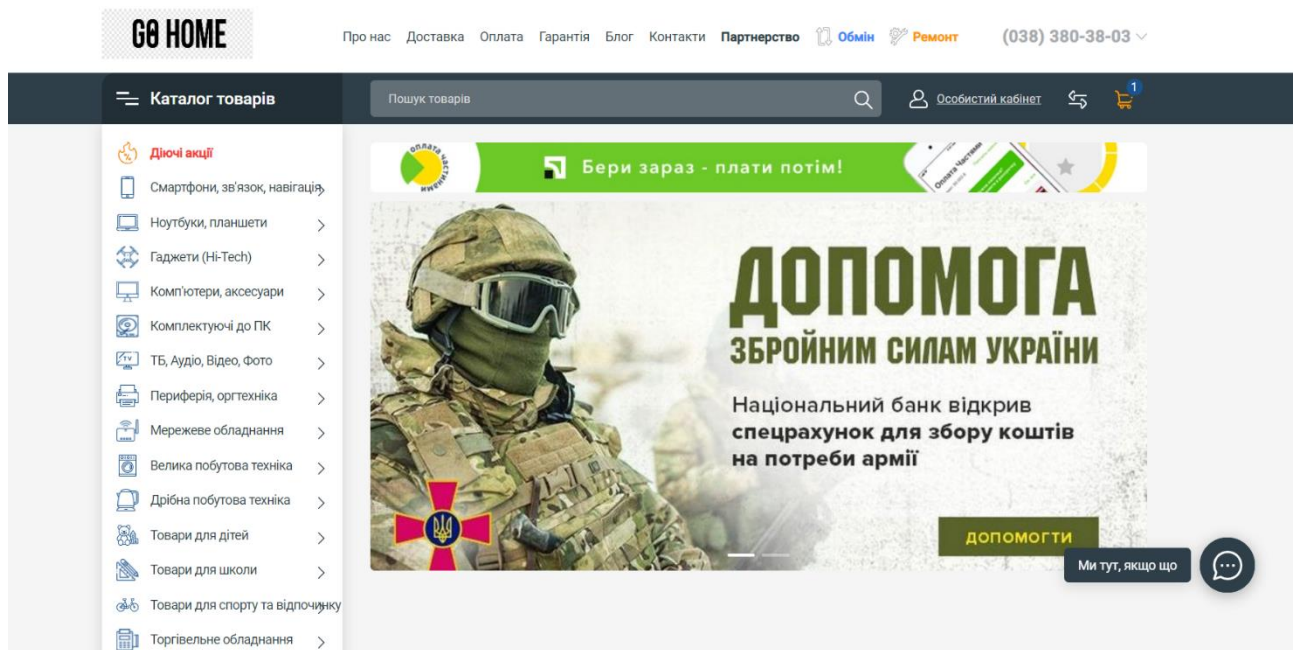 GO HOME
Про нас Доставка Оплата Гарантія Блог Контакти Партнерство Обмін Ремонт (038) 380-38-03
Каталог товарів
Пошук товарів
Особистий кабінет
1
Діючі акції
Смартфони, зв'язок, навігація
Ноутбуки, планшети
Гаджети (Hi-Tech)
Комп'ютери, аксесуари
Комплектуючі до ПК
ТБ, Аудіо, Відео, Фото
Периферія, оргтехніка
Мережеве обладнання
Велика побутова техніка
Дрібна побутова техніка
Товари для дітей
Товари для школи
Товари для спорту та відпочинку
Торгівельне обладнання
оплата частинами
Бери зараз - плати потім!
Оплата Частинами
ДОПОМОГА
ЗБРОЙНИМ СИЛАМ УКРАЇНИ
Національний банк відкрив
спецрахунок для збору коштів
на потреби армії
ДОПОМОГТИ
Ми тут, якщо що